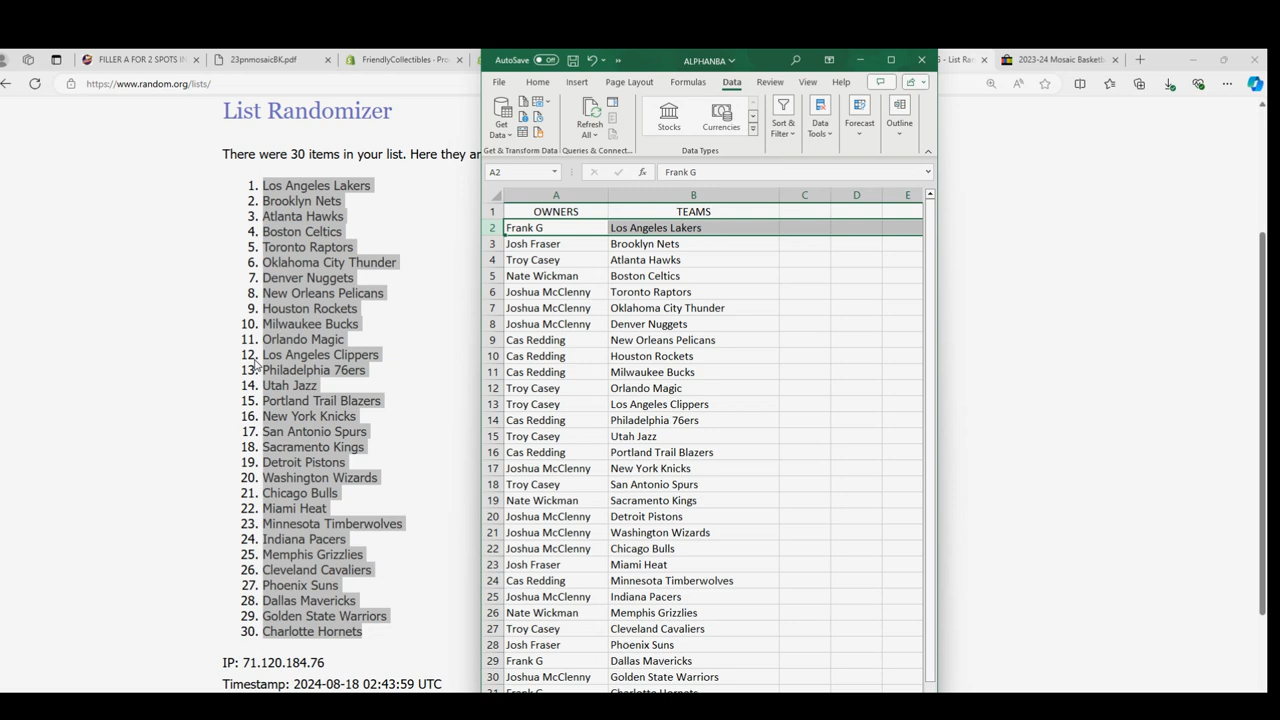 FILLER A FOR 2 SPOTS IN
23pnmosaicBK.pdf
FriendlyCollectibles - Pro
List Ran
2023-24 Mosaic Basketb
https://www.random.org/lists/
List Randomizer
There were 30 items in your list. Here they
1. Los Angeles Lakers
2. Brooklyn Nets
3. Atlanta Hawks
4. Boston Celtics
5. Toronto Raptors
6. Oklahoma City Thunder
7. Denver Nuggets
8. New Orleans Pelicans
9. Houston Rockets
10. Milwaukee Bucks
11. Orlando Magic
12. Los Angeles Clippers
13. Philadelphia 76ers
14. Utah Jazz
15. Portland Trail Blazers
16. New York Knicks
17. San Antonio Spurs
18. Sacramento Kings
19. Detroit Pistons
20. Washington Wizards
21. Chicago Bulls
22. Miami Heat
23. Minnesota Timberwolves
24. Indiana Pacers
25. Memphis Grizzlies
26. Cleveland Cavaliers
27. Phoenix Suns
28. Dallas Mavericks
29. Golden State Warriors
30. Charlotte Hornets
IP: 71.120.184.76
Timestamp: 2024-08-18 02:43:59 UTC
AutoSave Off ALPHANBA
File Home Insert Page Layout Formulas Data Review View Help
Get Data Refresh All Stocks Currencies Sort & Filter Data Tools Forecast Outline
Get & Transform Data Queries & Connect... Data Types
A2 fx Frank G
A B C D E
1 OWNERS TEAMS
2 Frank G Los Angeles Lakers
3 Josh Fraser Brooklyn Nets
4 Troy Casey Atlanta Hawks
5 Nate Wickman Boston Celtics
6 Joshua McClenny Toronto Raptors
7 Joshua McClenny Oklahoma City Thunder
8 Joshua McClenny Denver Nuggets
9 Cas Redding New Orleans Pelicans
10 Cas Redding Houston Rockets
11 Cas Redding Milwaukee Bucks
12 Troy Casey Orlando Magic
13 Troy Casey Los Angeles Clippers
14 Cas Redding Philadelphia 76ers
15 Troy Casey Utah Jazz
16 Cas Redding Portland Trail Blazers
17 Joshua McClenny New York Knicks
18 Troy Casey San Antonio Spurs
19 Nate Wickman Sacramento Kings
20 Joshua McClenny Detroit Pistons
21 Joshua McClenny Washington Wizards
22 Joshua McClenny Chicago Bulls
23 Josh Fraser Miami Heat
24 Cas Redding Minnesota Timberwolves
25 Joshua McClenny Indiana Pacers
26 Nate Wickman Memphis Grizzlies
27 Troy Casey Cleveland Cavaliers
28 Josh Fraser Phoenix Suns
29 Frank G Dallas Mavericks
30 Josh Fraser Golden State Warriors
31 Frank G Charlotte Hornets